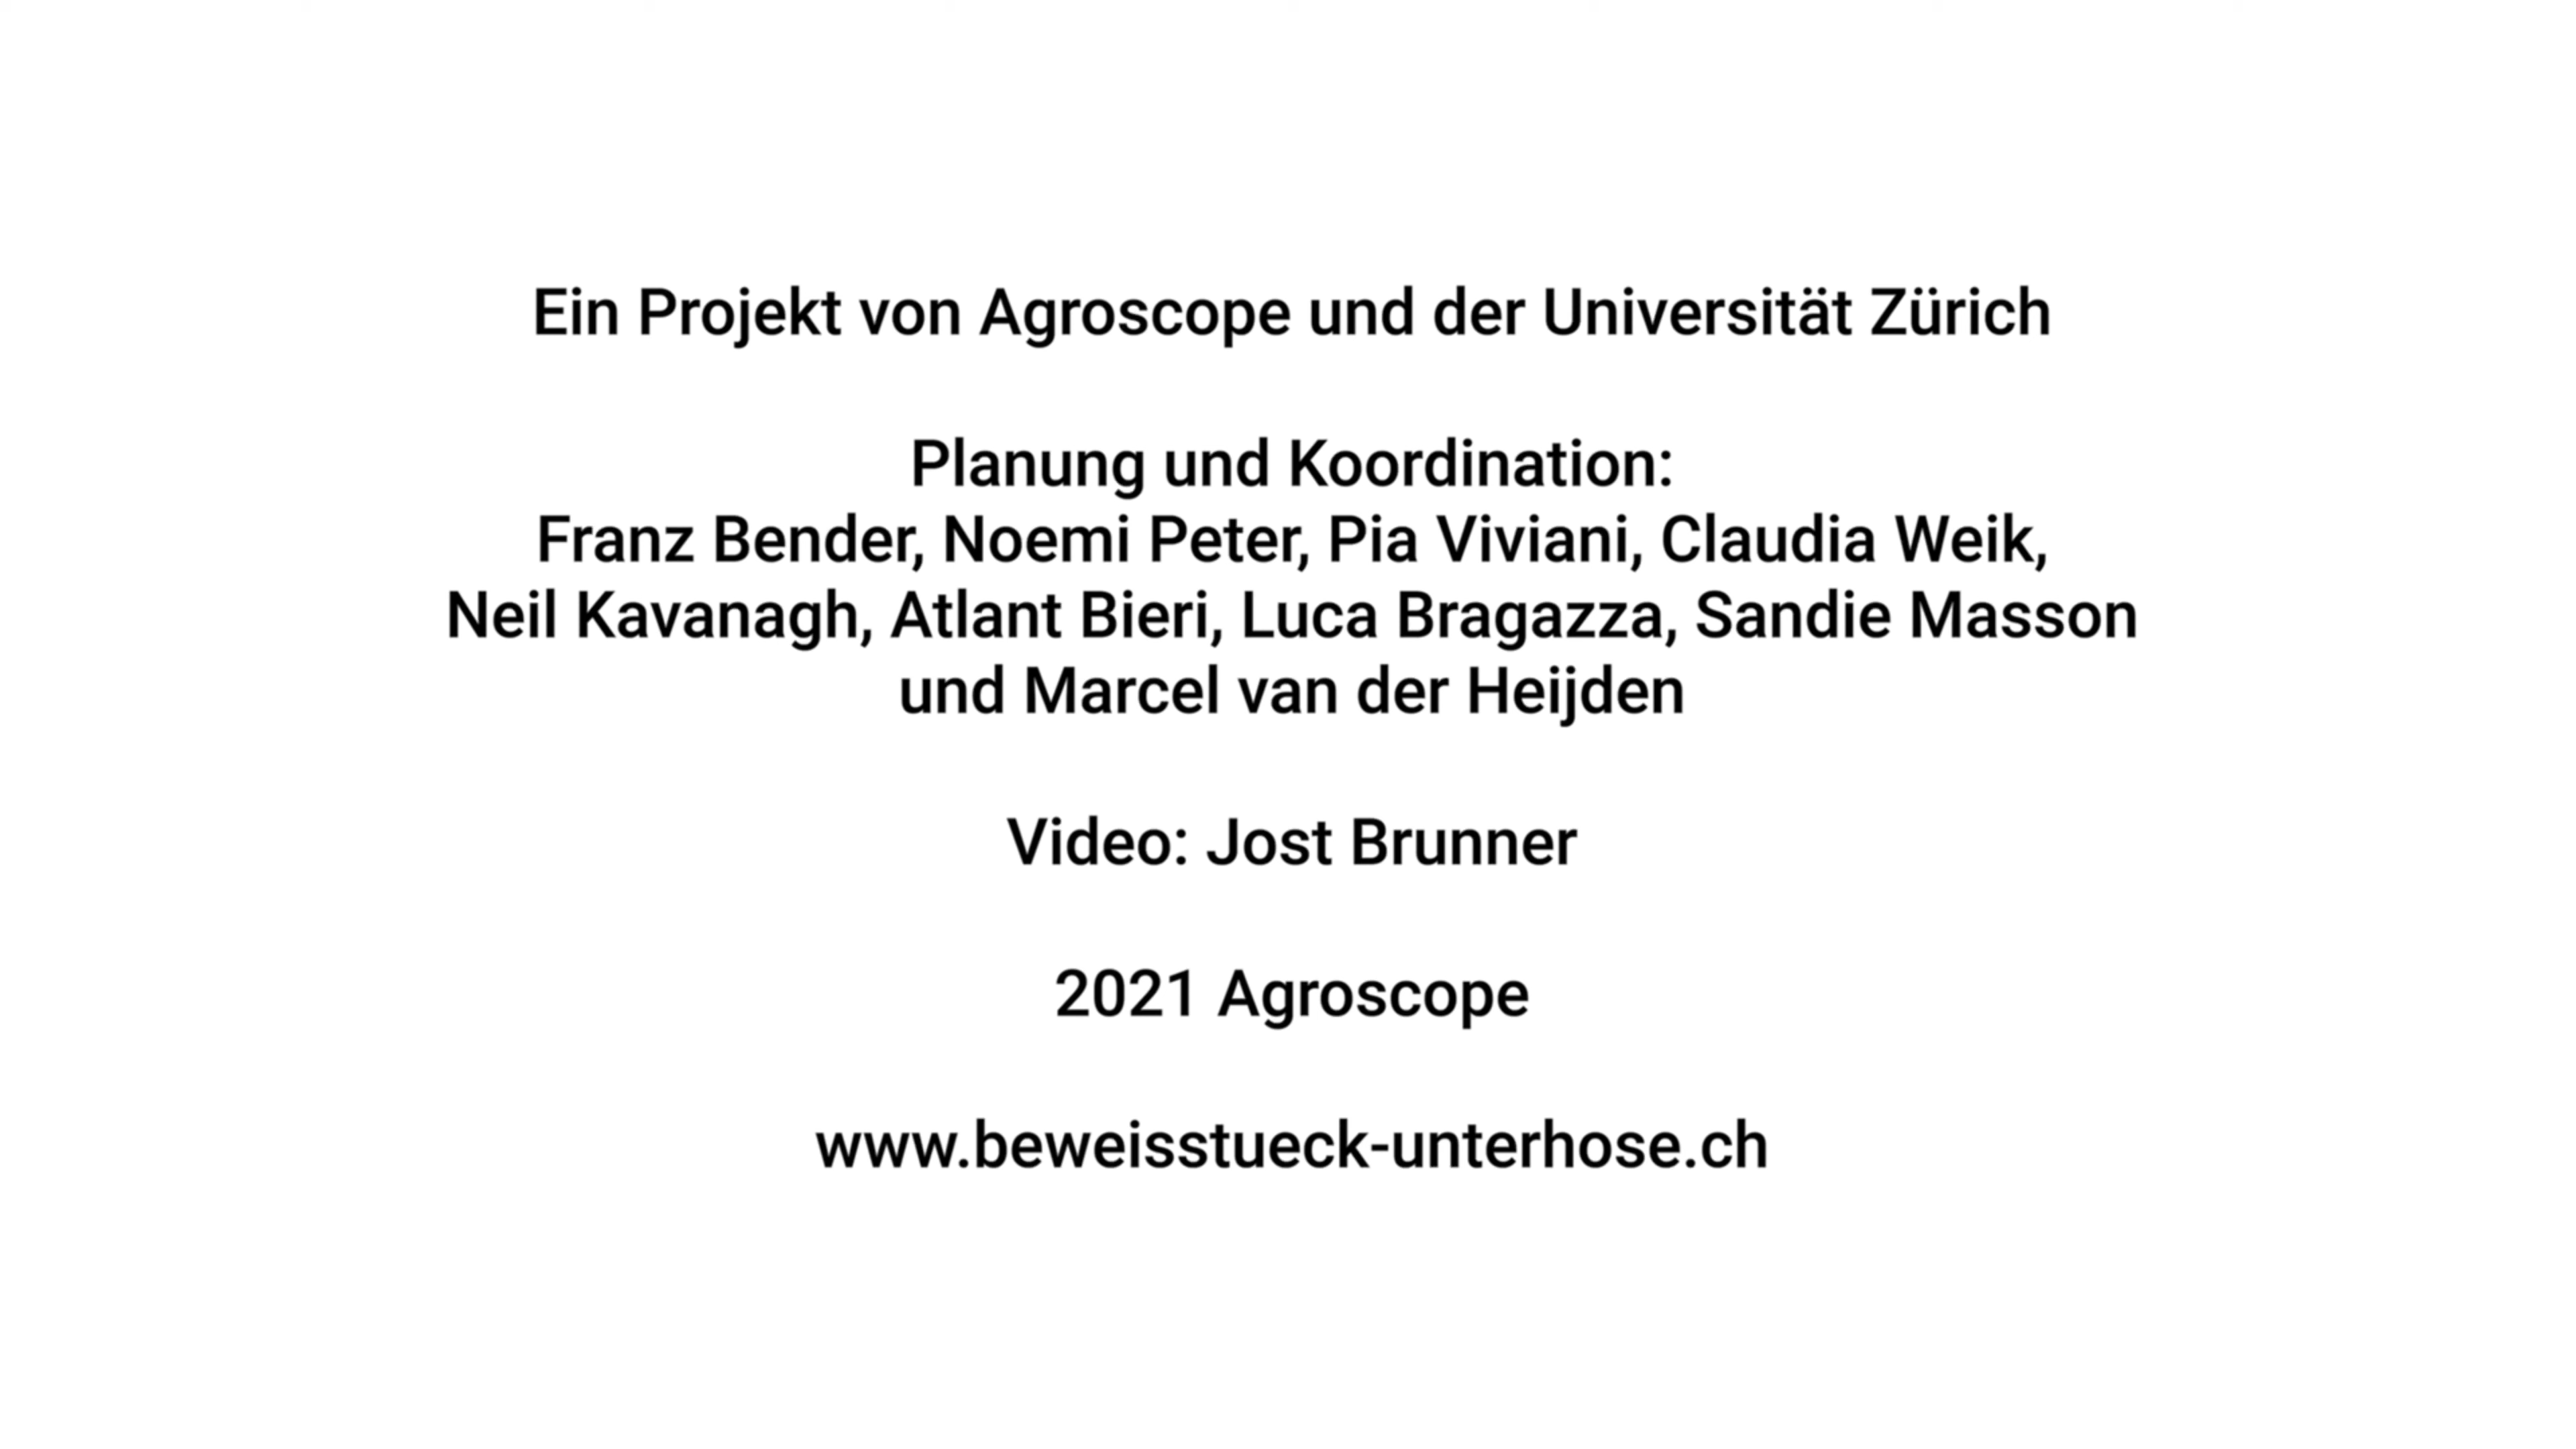 Ein Projekt von Agroscope und der Universität Zürich
Planung und Koordination:
Franz Bender, Noemi Peter, Pia Viviani, Claudia Weik,
Neil Kavanagh, Atlant Bieri, Luca Bragazza, Sandie Masson
und Marcel van der Heijden
Video: Jost Brunner
2021 Agroscope
www.beweisstueck-unterhose.ch